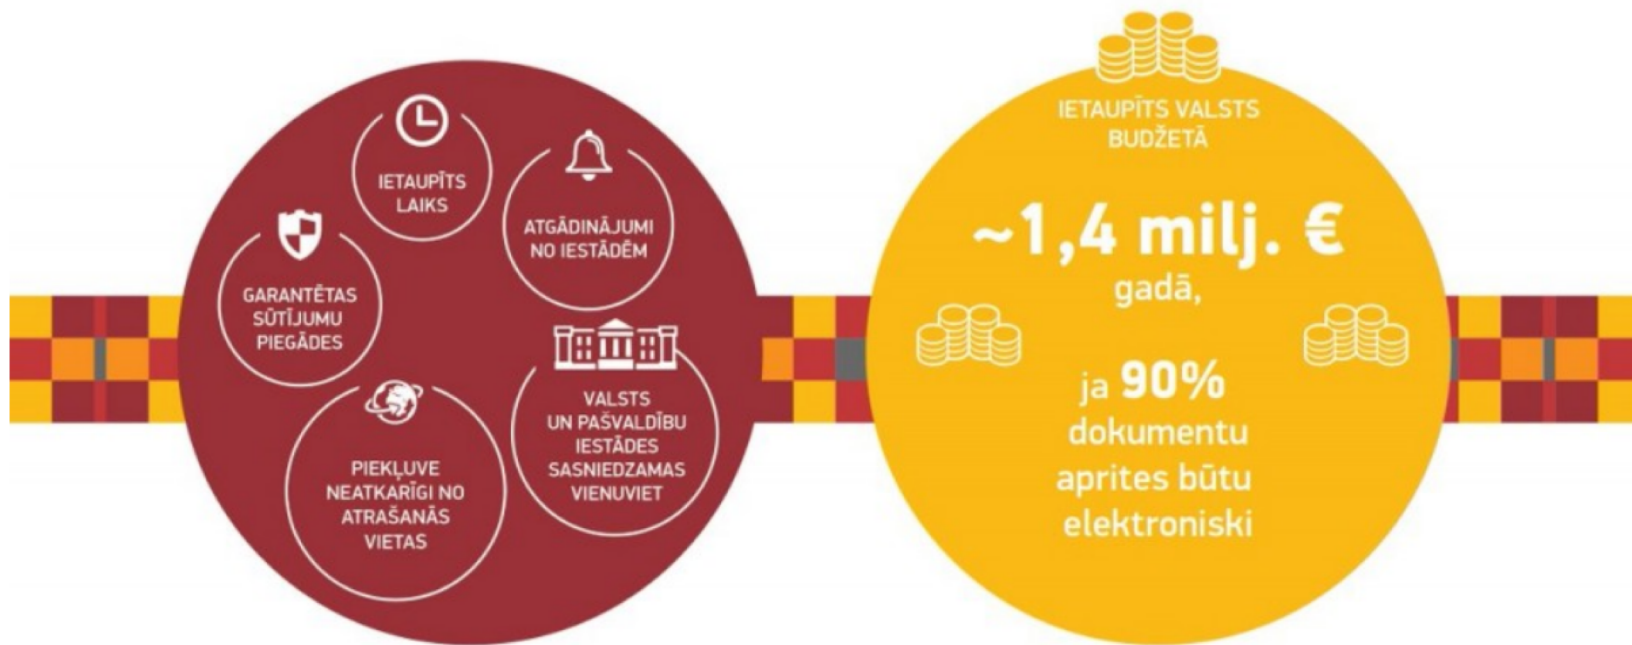 IETAUPĪTS
LAIKS
ATGĀDINĀJUMI
NO IESTĀDĒM
GARANTĒTAS
SŪTĪJUMU
PIEGĀDES
VALSTS
UN PAŠVALDĪBU
IESTĀDES
SASNIEDZAMAS
VIENUVIET
PIEKĻUVE
NEATKARĪGI NO
ATRAŠANĀS
VIETAS
IETAUPĪTS VALSTS
BUDŽETĀ
~1,4 milj. €
gadā,
ja 90%
dokumentu
aprites būtu
elektroniski